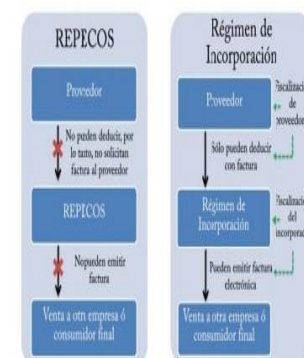 REPECOS
Proveedor
No pueden deducir, por
lo tanto, no solicitan
factura al proveedor
REPECOS
No pueden emitir
factura
Venta a otra empresa ó
consumidor final
Régimen de
Incorporación
Proveedor
de
proveedor
Sólo pueden deducir
con factura
Régimen de
Incorporación
del
Pueden emitir factura
electrónica
Venta a otra empresa ó
consumidor final